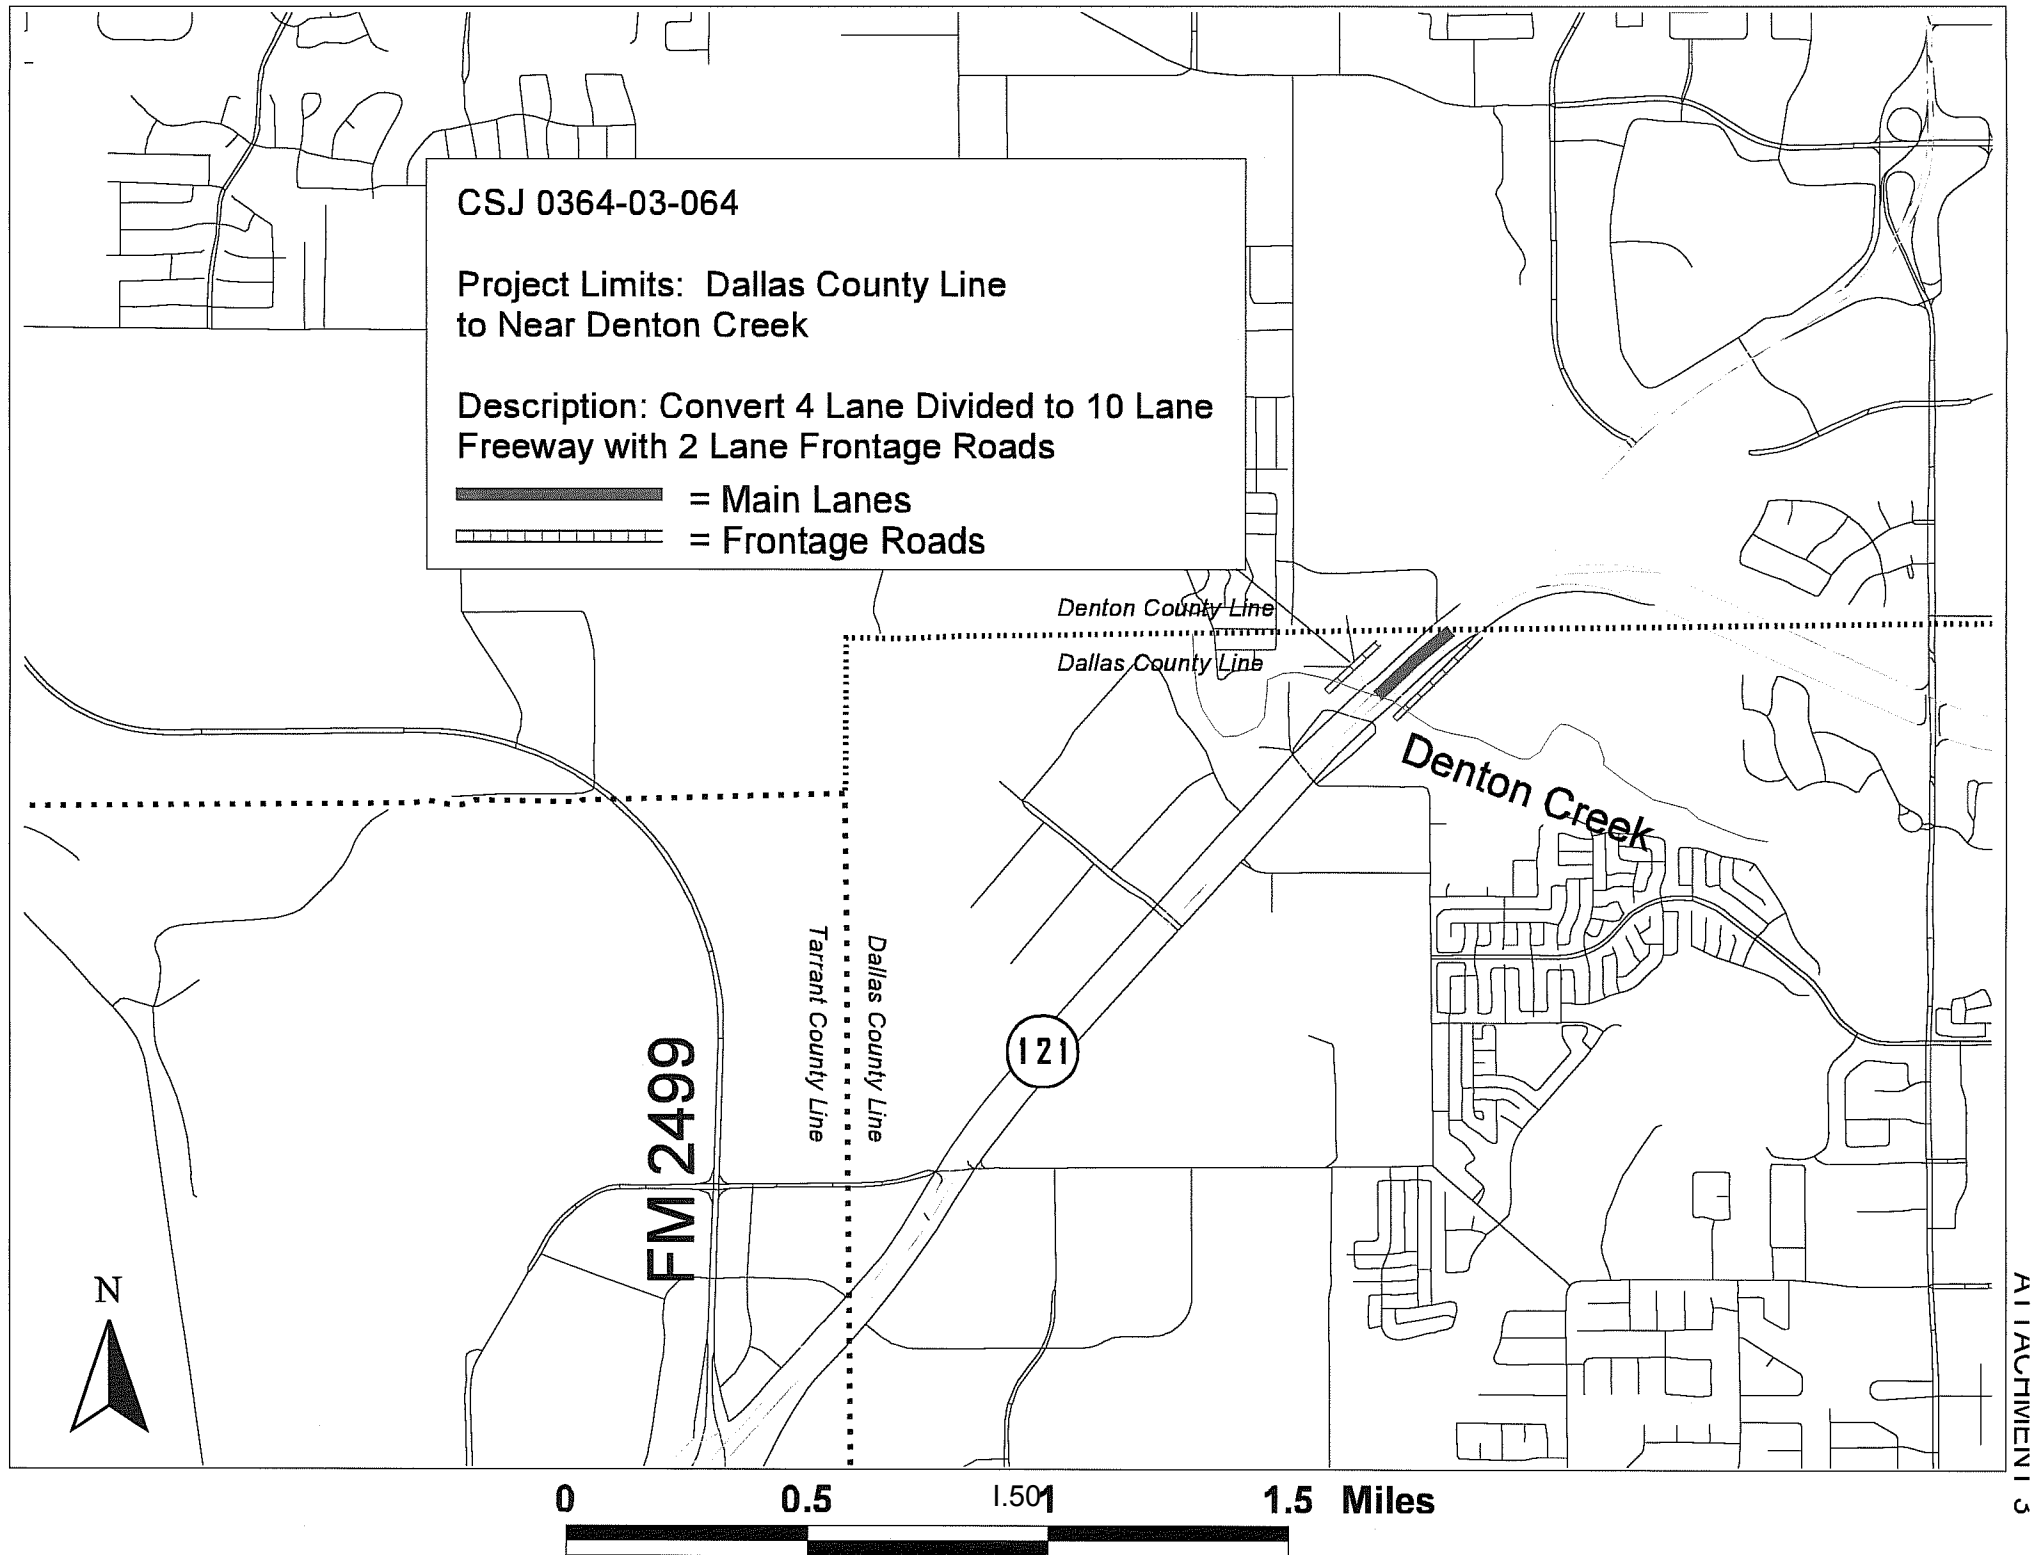 CSJ 0364-03-064
Project Limits: Dallas County Line
to Near Denton Creek
Description: Convert 4 Lane Divided to 10 Lane
Freeway with 2 Lane Frontage Roads
= Main Lanes
= Frontage Roads
Denton County Line
Dallas County Line
Denton Creek
Tarrant County Line
Dallas County Line
121
FM 2499
N
ATTACHMENT 3
0 0.5 1 1.5 Miles
I.50